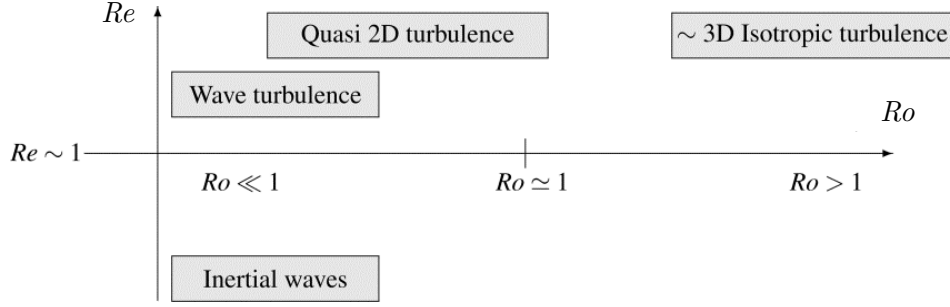 Re
Quasi 2D turbulence
~ 3D Isotropic turbulence
Wave turbulence
Ro
Re ∼ 1
Ro ≪ 1
Ro ≃ 1
Ro > 1
Inertial waves